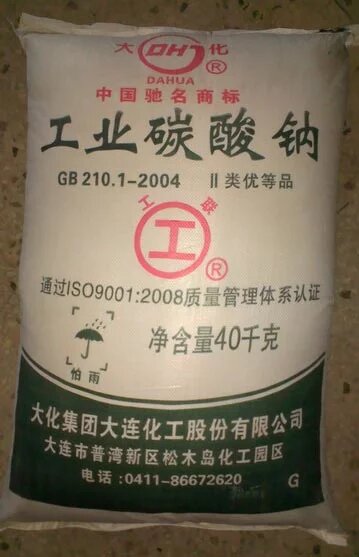 大 DHJ 化 ®
DAHUA
中国驰名商标
工业碳酸钠
GB 210.1-2004 Ⅱ类优等品
工 联
工 ®
通过ISO9001:2008质量管理体系认证
净含量40千克
怕雨
大化集团大连化工股份有限公司
大连市普湾新区松木岛化工园区
电话:0411-86672620
G